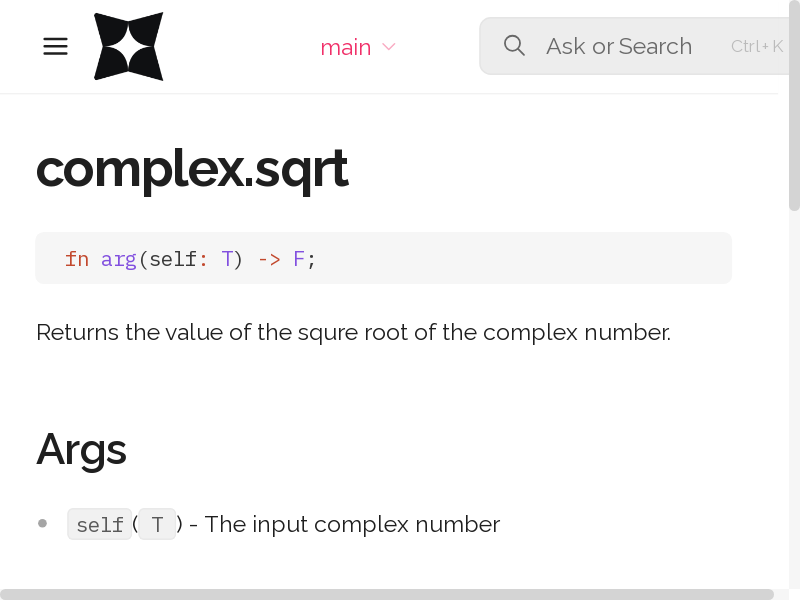 main
Ask or Search
Ctrl+K
complex.sqrt
fn arg(self: T) -> F;
Returns the value of the squre root of the complex number.
Args
self(T) - The input complex number